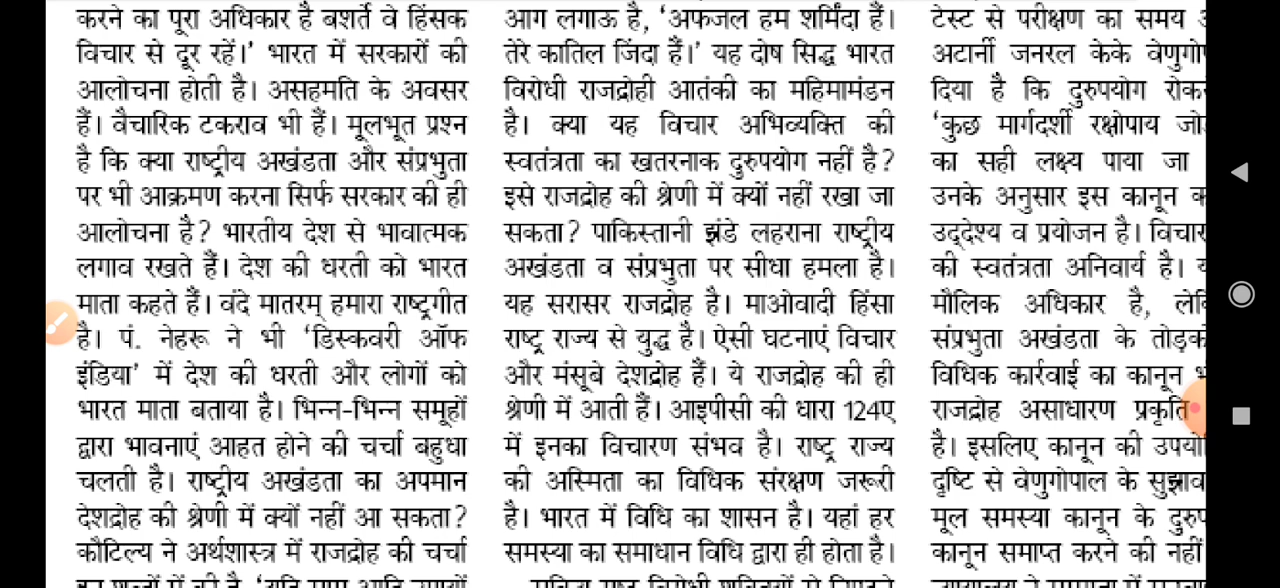 करने का पूरा अधिकार है बशर्ते वे हिंसक
विचार से दूर रहें।' भारत में सरकारों की
आलोचना होती है। असहमति के अवसर
हैं। वैचारिक टकराव भी हैं। मूलभूत प्रश्न
है कि क्या राष्ट्रीय अखंडता और संप्रभुता
पर भी आक्रमण करना सिर्फ सरकार की ही
आलोचना है? भारतीय देश से भावात्मक
लगाव रखते हैं। देश की धरती को भारत
माता कहते हैं। वंदे मातरम् हमारा राष्ट्रगीत
है। पं. नेहरू ने भी 'डिस्कवरी ऑफ
इंडिया' में देश की धरती और लोगों को
भारत माता बताया है। भिन्न-भिन्न समूहों
द्वारा भावनाएं आहत होने की चर्चा बहुधा
चलती है। राष्ट्रीय अखंडता का अपमान
देशद्रोह की श्रेणी में क्यों नहीं आ सकता?
कौटिल्य ने अर्थशास्त्र में राजद्रोह की चर्चा
आग लगाऊ है, 'अफजल हम शर्मिंदा हैं।
तेरे कातिल जिंदा हैं।' यह दोष सिद्ध भारत
विरोधी राजद्रोही आतंकी का महिमामंडन
है। क्या यह विचार अभिव्यक्ति की
स्वतंत्रता का खतरनाक दुरुपयोग नहीं है?
इसे राजद्रोह की श्रेणी में क्यों नहीं रखा जा
सकता? पाकिस्तानी झंडे लहराना राष्ट्रीय
अखंडता व संप्रभुता पर सीधा हमला है।
यह सरासर राजद्रोह है। माओवादी हिंसा
राष्ट्र राज्य से युद्ध है। ऐसी घटनाएं विचार
और मंसूबे देशद्रोह हैं। ये राजद्रोह की ही
श्रेणी में आती हैं। आइपीसी की धारा 124ए
में इनका विचारण संभव है। राष्ट्र राज्य
की अस्मिता का विधिक संरक्षण जरूरी
है। भारत में विधि का शासन है। यहां हर
समस्या का समाधान विधि द्वारा ही होता है।
टेस्ट से परीक्षण का समय
अटार्नी जनरल केके
दिया है कि दुरुपयोग
'कुछ मार्गदर्शी रक्षोपाय
का सही लक्ष्य पाया जा
उनके अनुसार इस कानून
उद्देश्य व प्रयोजन है।
की स्वतंत्रता अनिवार्य है।
मौलिक अधिकार है,
संप्रभुता अखंडता के
विधिक कार्रवाई का कानून
राजद्रोह असाधारण प्रकृति
है। इसलिए कानून की
दृष्टि से वेणुगोपाल के
मूल समस्या कानून के
कानून समाप्त करने की नहीं